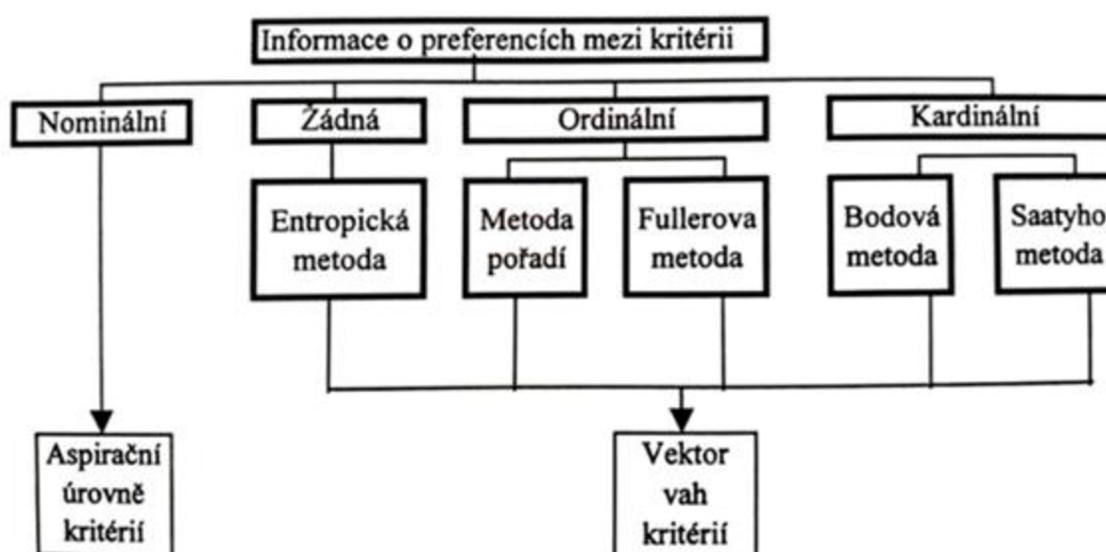 Informace o preferencích mezi kritérii
Nominální
Žádná
Ordinální
Kardinální
Entropická
metoda
Metoda
pořadí
Fullerova
metoda
Bodová
metoda
Saatyho
metoda
Aspirační
úrovně
kritérií
Vektor
vah
kritérií